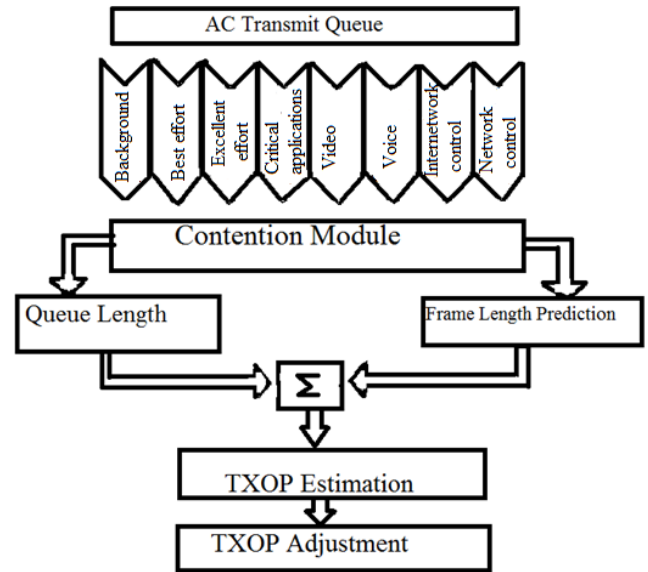 AC Transmit Queue
Background
Best effort
Excellent
effort
Critical
applications
Video
Voice
Internetwork
control
Network
control
Contention Module
Queue Length
Frame Length Prediction
Σ
TXOP Estimation
TXOP Adjustment